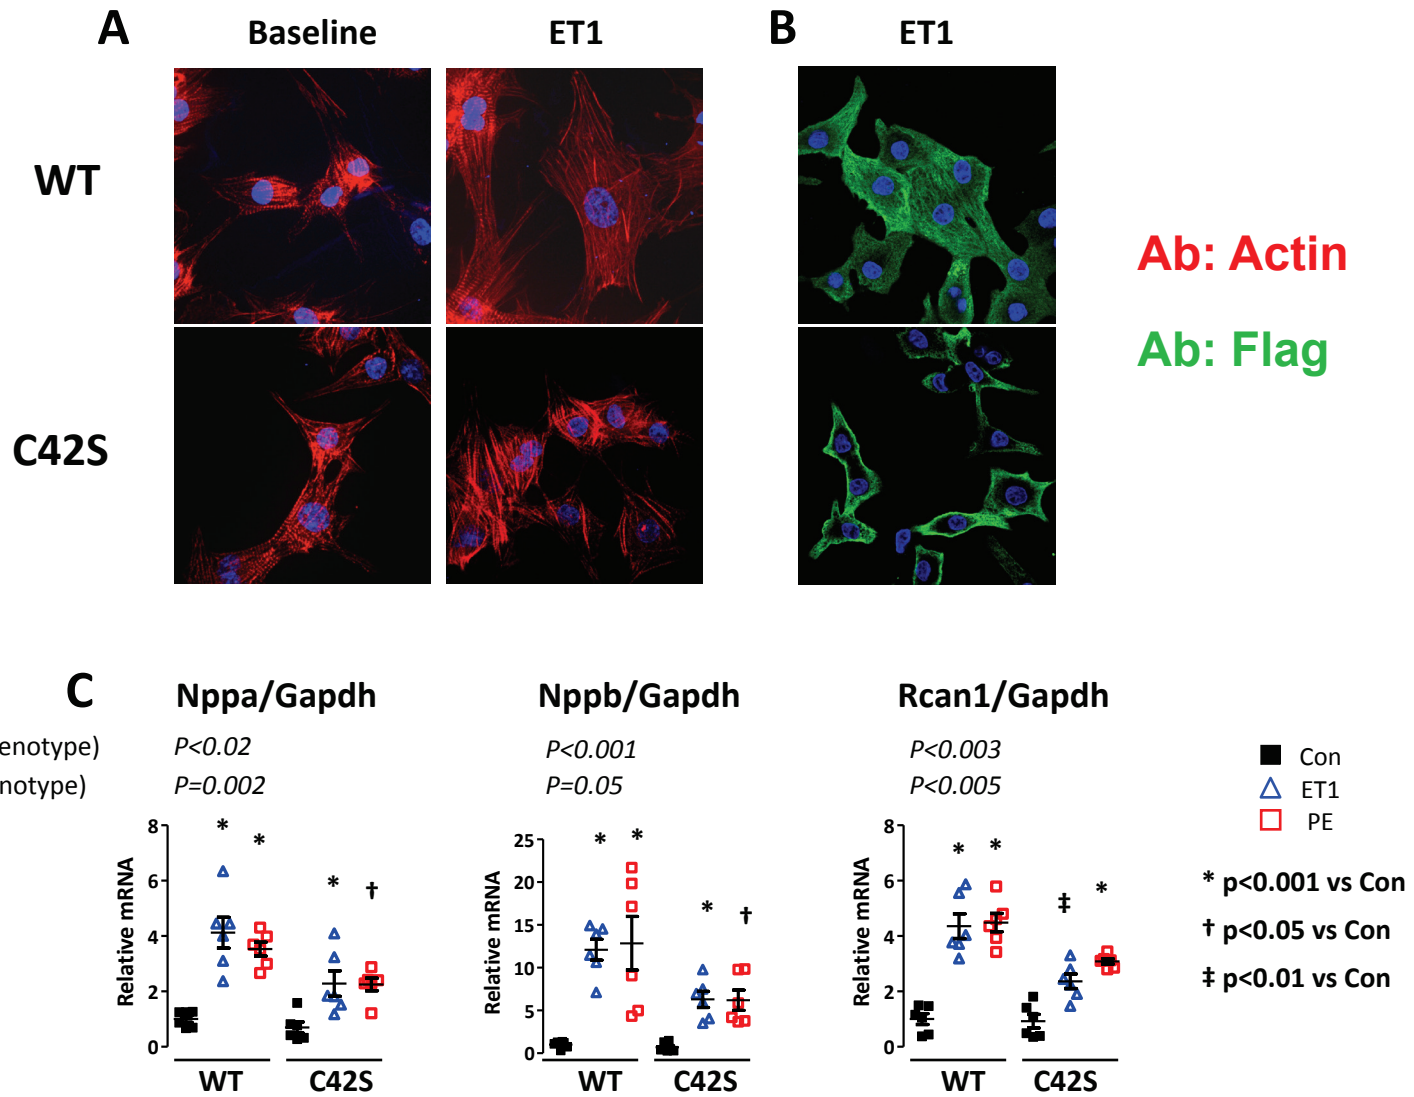 A Baseline ET1 B ET1
WT
C42S
Ab: Actin
Ab: Flag
C Nppa/Gapdh Nppb/Gapdh Rcan1/Gapdh
enotype) P<0.02 P<0.001 P<0.003
notype) P=0.002 P=0.05 P<0.005
Con
ET1
PE
* p<0.001 vs Con
† p<0.05 vs Con
‡ p<0.01 vs Con
Relative mRNA
8
6
4
2
0
* * * †
WT C42S
Relative mRNA
25
20
15
10
5
0
* * * †
WT C42S
Relative mRNA
8
6
4
2
0
* * ‡ *
WT C42S